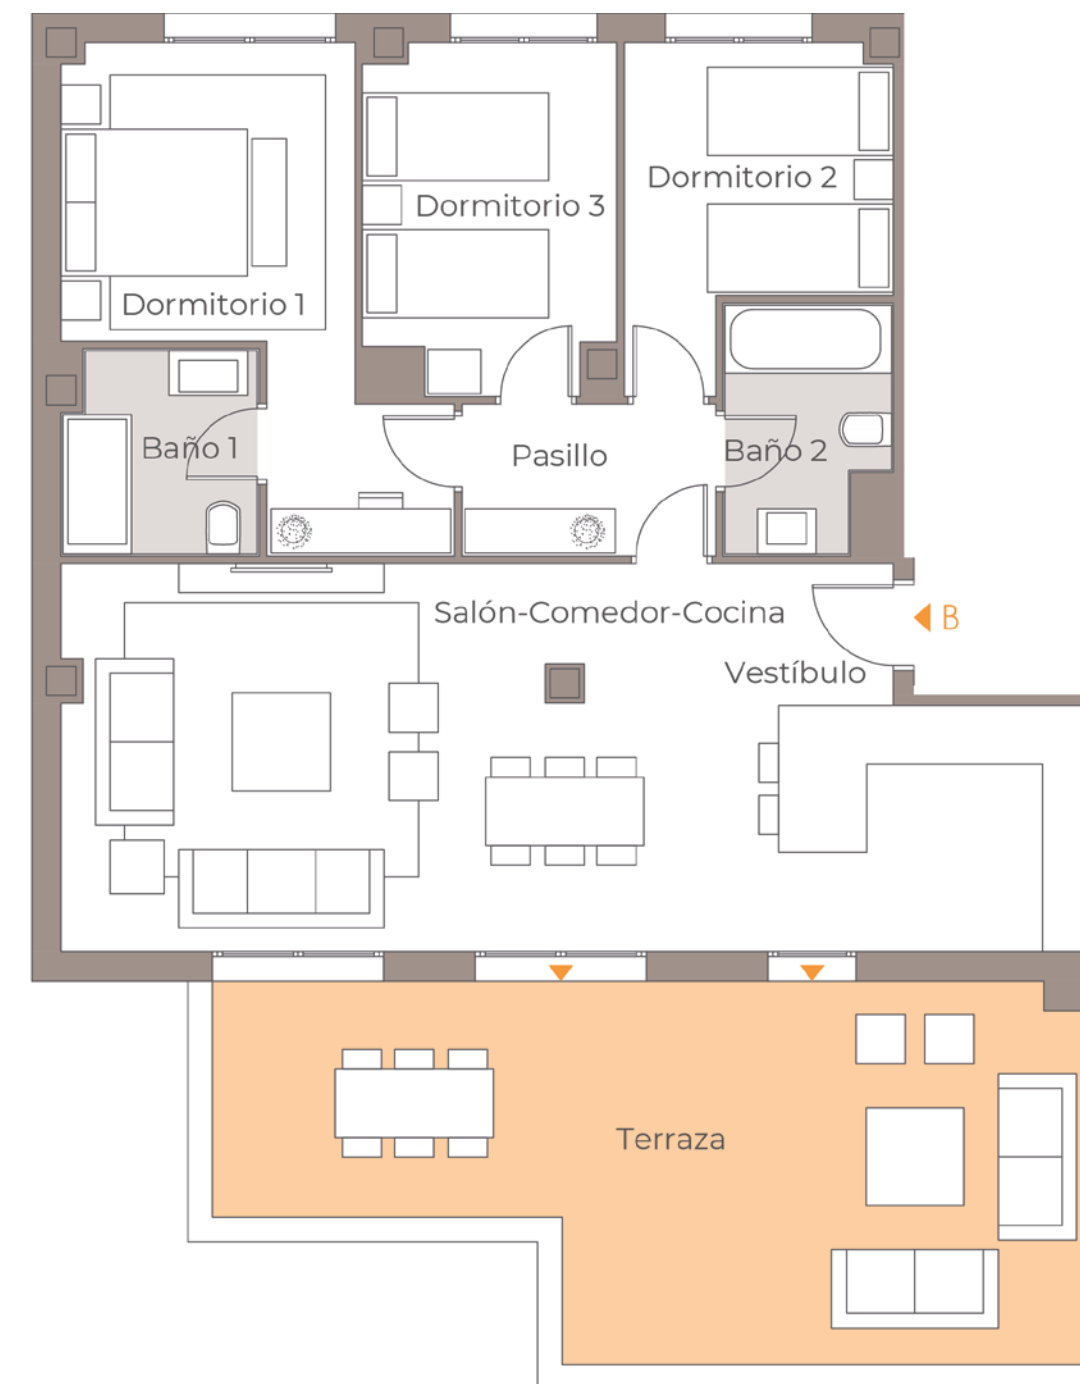 Dormitorio 2
Dormitorio 3
Dormitorio 1
Baño 1
Pasillo
Baño 2
Salón-Comedor-Cocina
B
Vestíbulo
Terraza